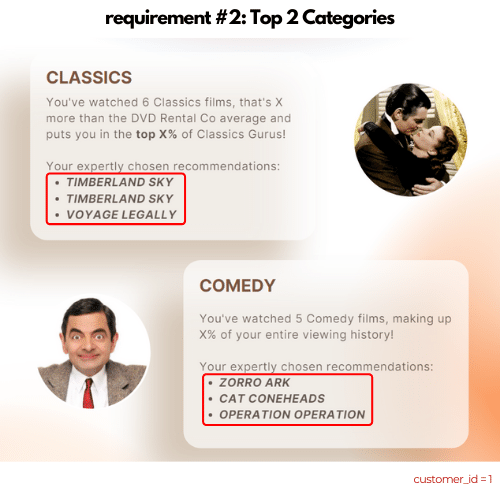 requirement #2: Top 2 Categories
CLASSICS
You've watched 6 Classics films, that's X
more than the DVD Rental Co average and
puts you in the top X% of Classics Gurus!
Your expertly chosen recommendations:
• TIMBERLAND SKY
• TIMBERLAND SKY
• VOYAGE LEGALLY
COMEDY
You've watched 5 Comedy films, making up
X% of your entire viewing history!
Your expertly chosen recommendations:
• ZORRO ARK
• CAT CONEHEADS
• OPERATION OPERATION
customer_id = 1